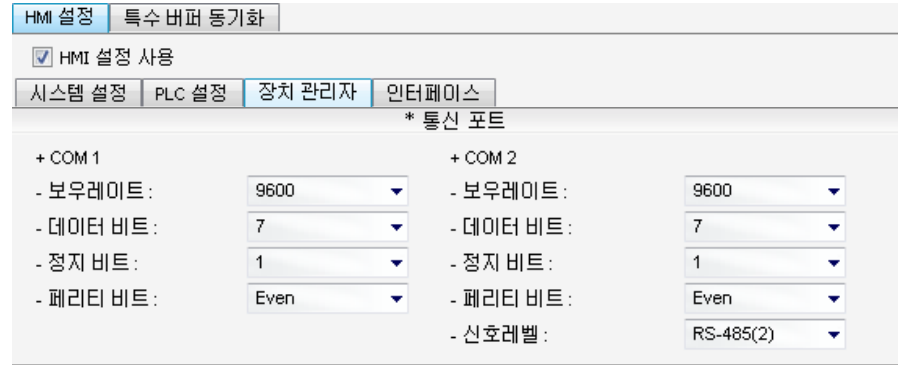 HMI 설정 특수 버퍼 동기화
HMI 설정 사용
시스템 설정 PLC 설정 장치 관리자 인터페이스
* 통신 포트
+ COM 1 + COM 2
- 보우레이트 : 9600 - 보우레이트 : 9600
- 데이터 비트 : 7 - 데이터 비트 : 7
- 정지 비트 : 1 - 정지 비트 : 1
- 페리티 비트 : Even - 페리티 비트 : Even
- 신호레벨 : RS-485(2)